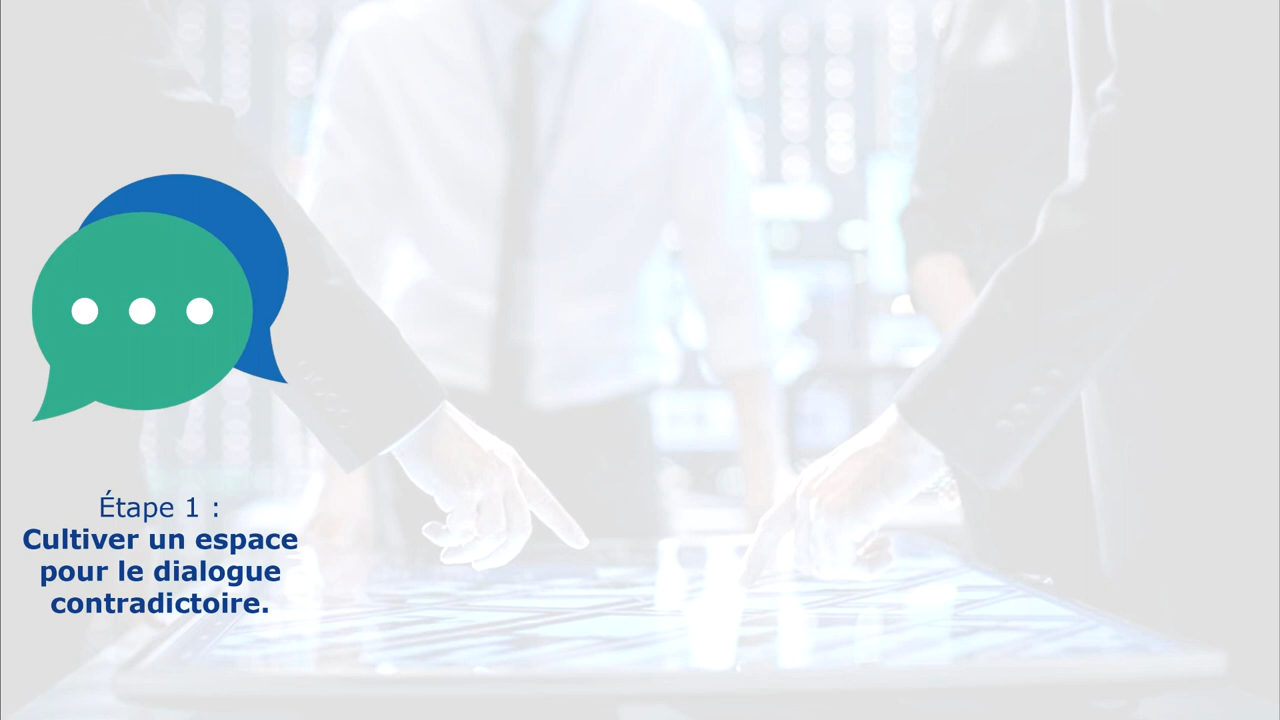 Étape 1 :
Cultiver un espace
pour le dialogue
contradictoire.